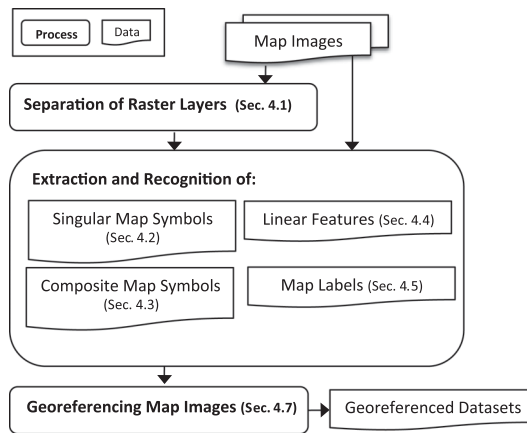 Process
Data
Map Images
Separation of Raster Layers (Sec. 4.1)
Extraction and Recognition of:
Singular Map Symbols
(Sec. 4.2)
Linear Features (Sec. 4.4)
Composite Map Symbols
(Sec. 4.3)
Map Labels (Sec. 4.5)
Georeferencing Map Images (Sec. 4.7)
Georeferenced Datasets